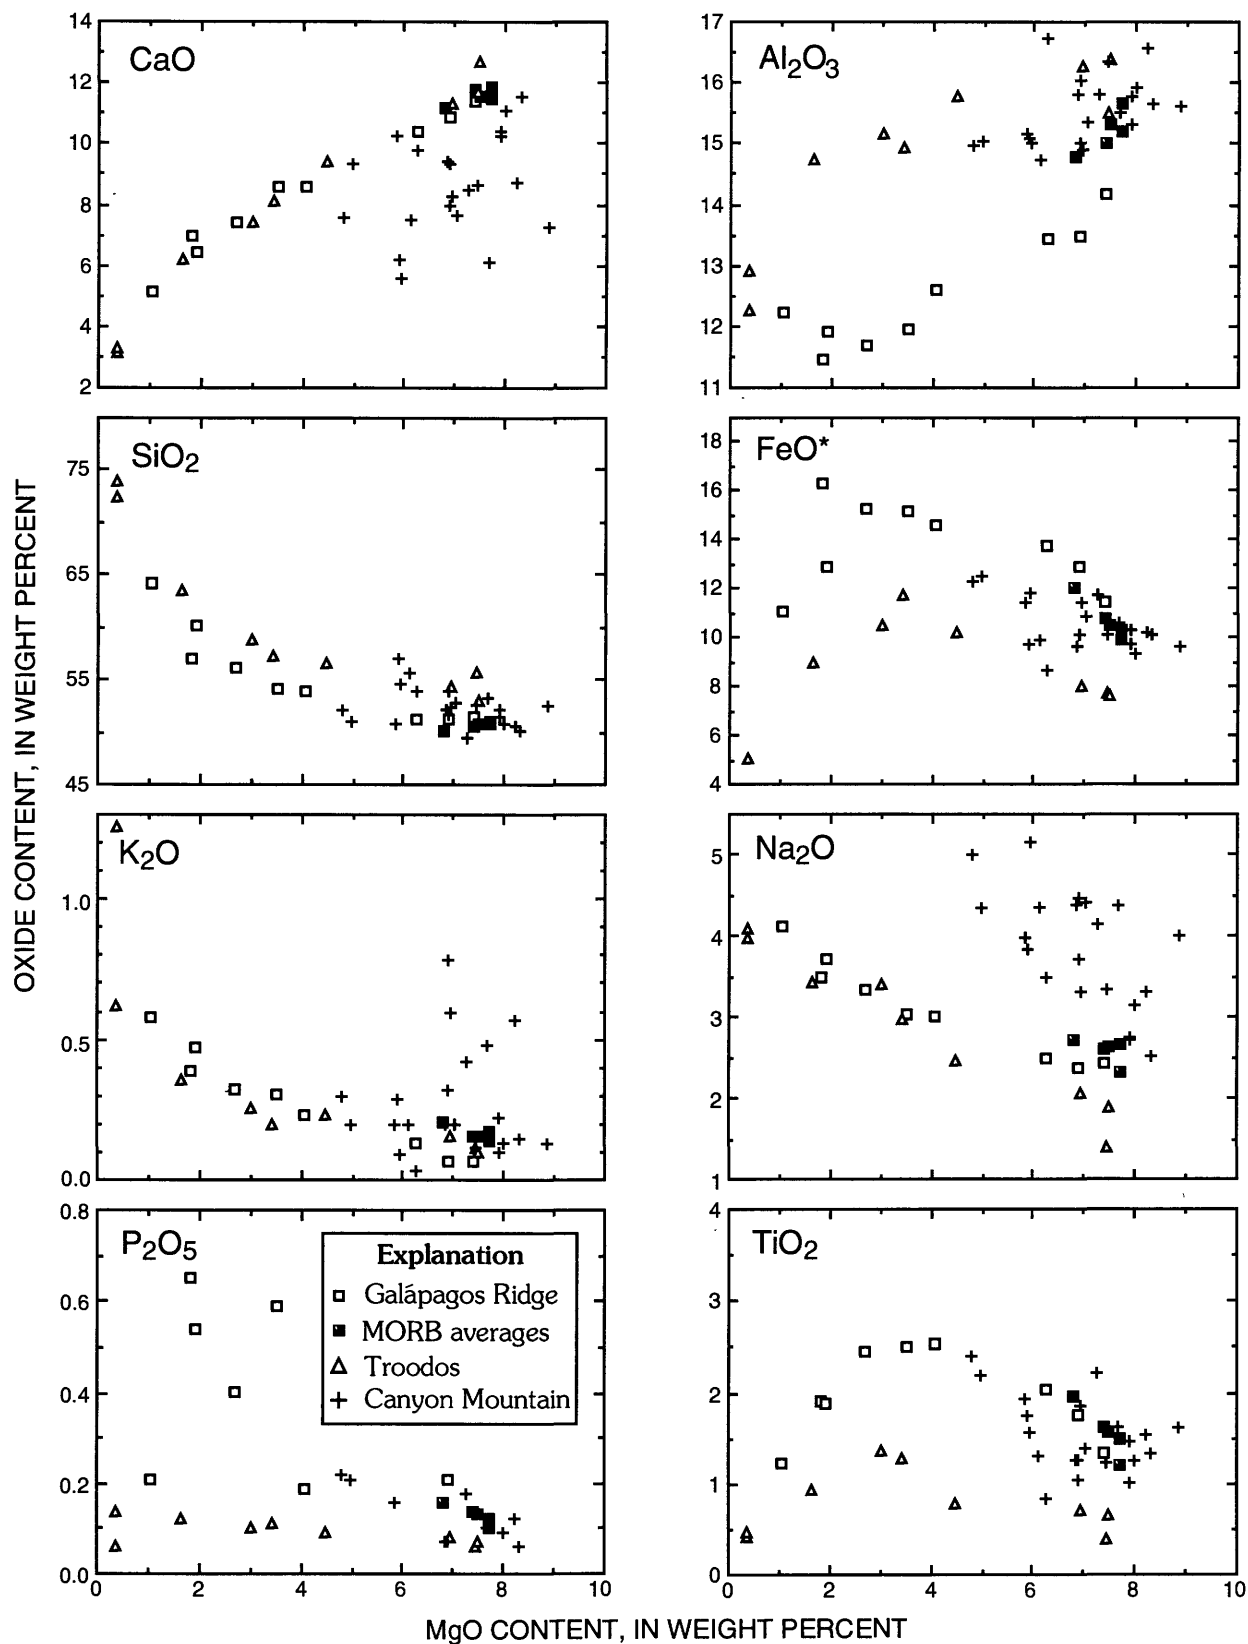 CaO
14
12
10
8
6
4
2
Al2O3
17
16
15
14
13
12
11
SiO2
75
65
55
45
FeO*
18
16
14
12
10
8
6
4
K2O
1.0
0.5
0.0
Na2O
5
4
3
2
1
P2O5
0.8
0.6
0.4
0.2
0.0
Explanation
Galápagos Ridge
MORB averages
Troodos
Canyon Mountain
0 2 4 6 8 10
TiO2
4
3
2
1
0
0 2 4 6 8 10
OXIDE CONTENT, IN WEIGHT PERCENT
MgO CONTENT, IN WEIGHT PERCENT